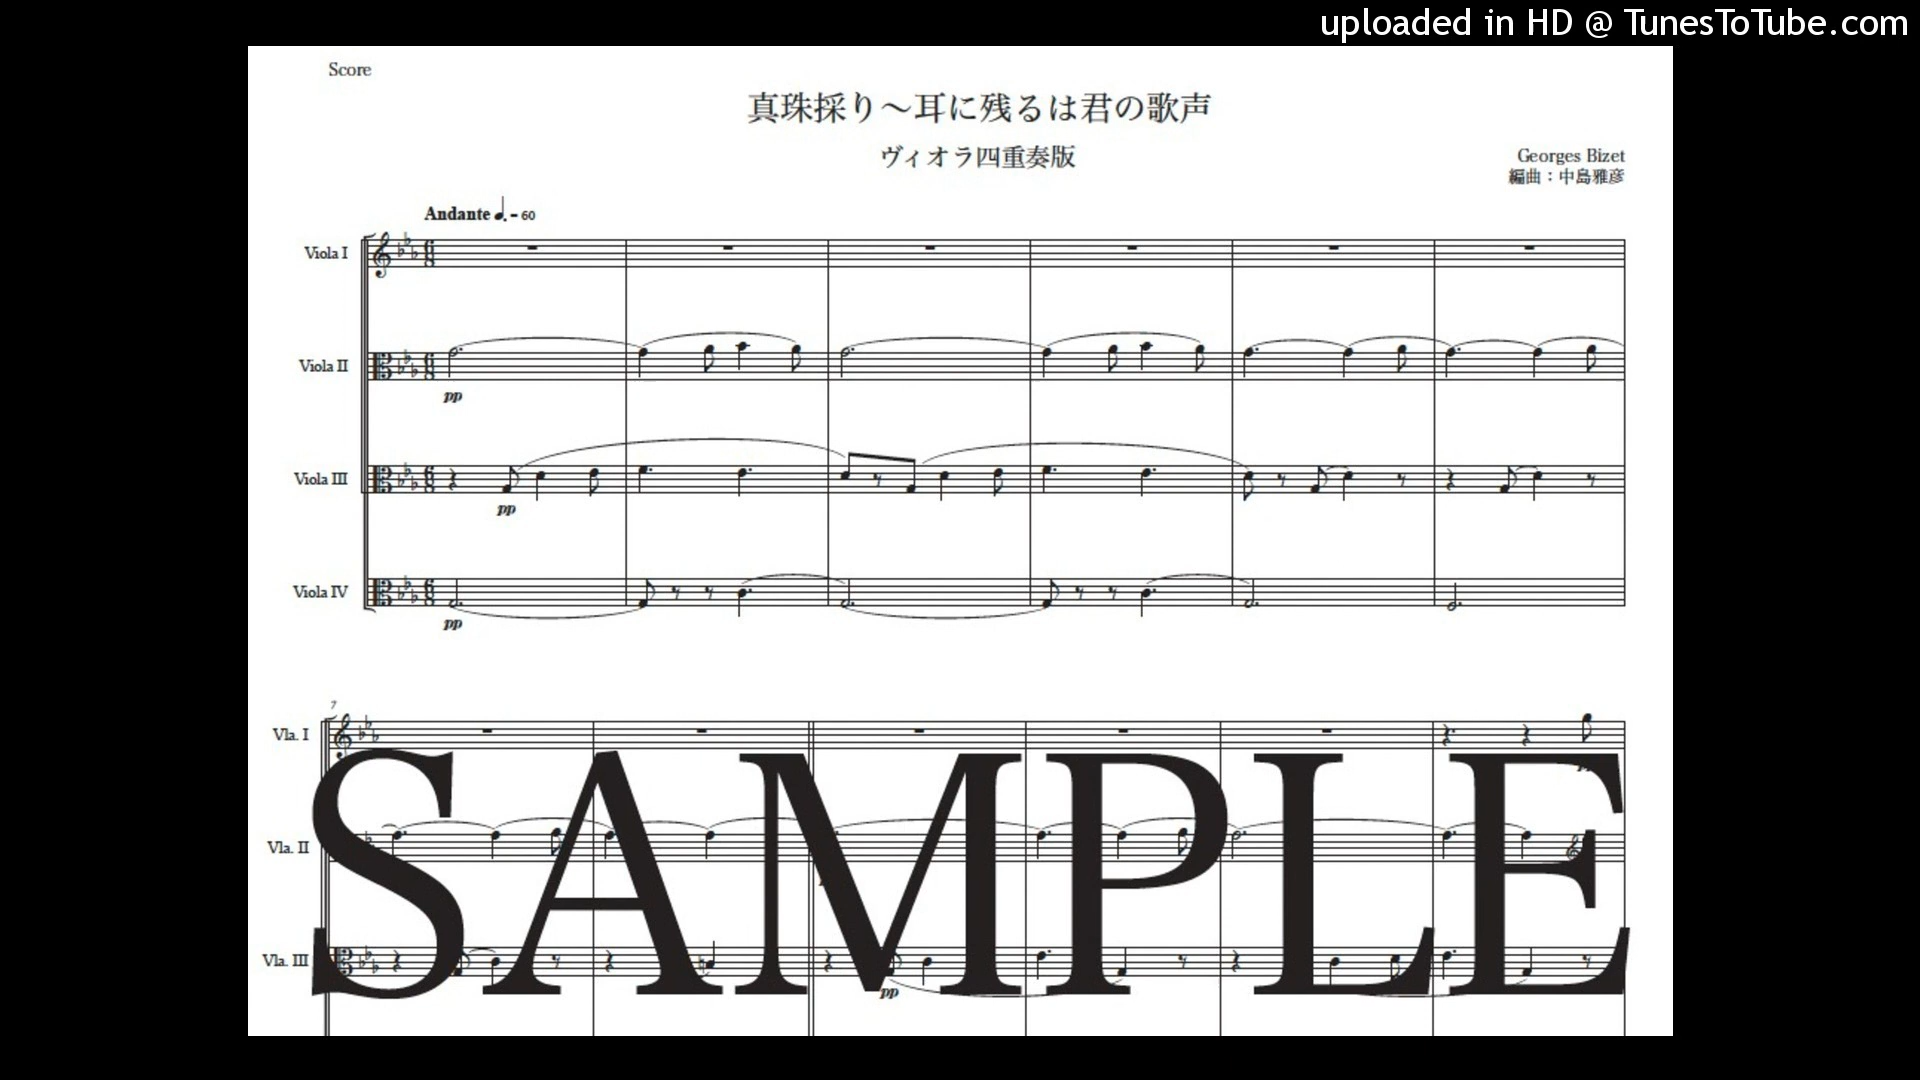 uploaded in HD @ TunesToTube.com
Score
真珠採り～耳に残るは君の歌声
ヴィオラ四重奏版
Georges Bizet
編曲：中島雅彦
Andante ♩. = 60
Viola I
Viola II
pp
Viola III
pp
Viola IV
pp
7
Vla. I
Vla. II
Vla. III
pp
SAMPLE